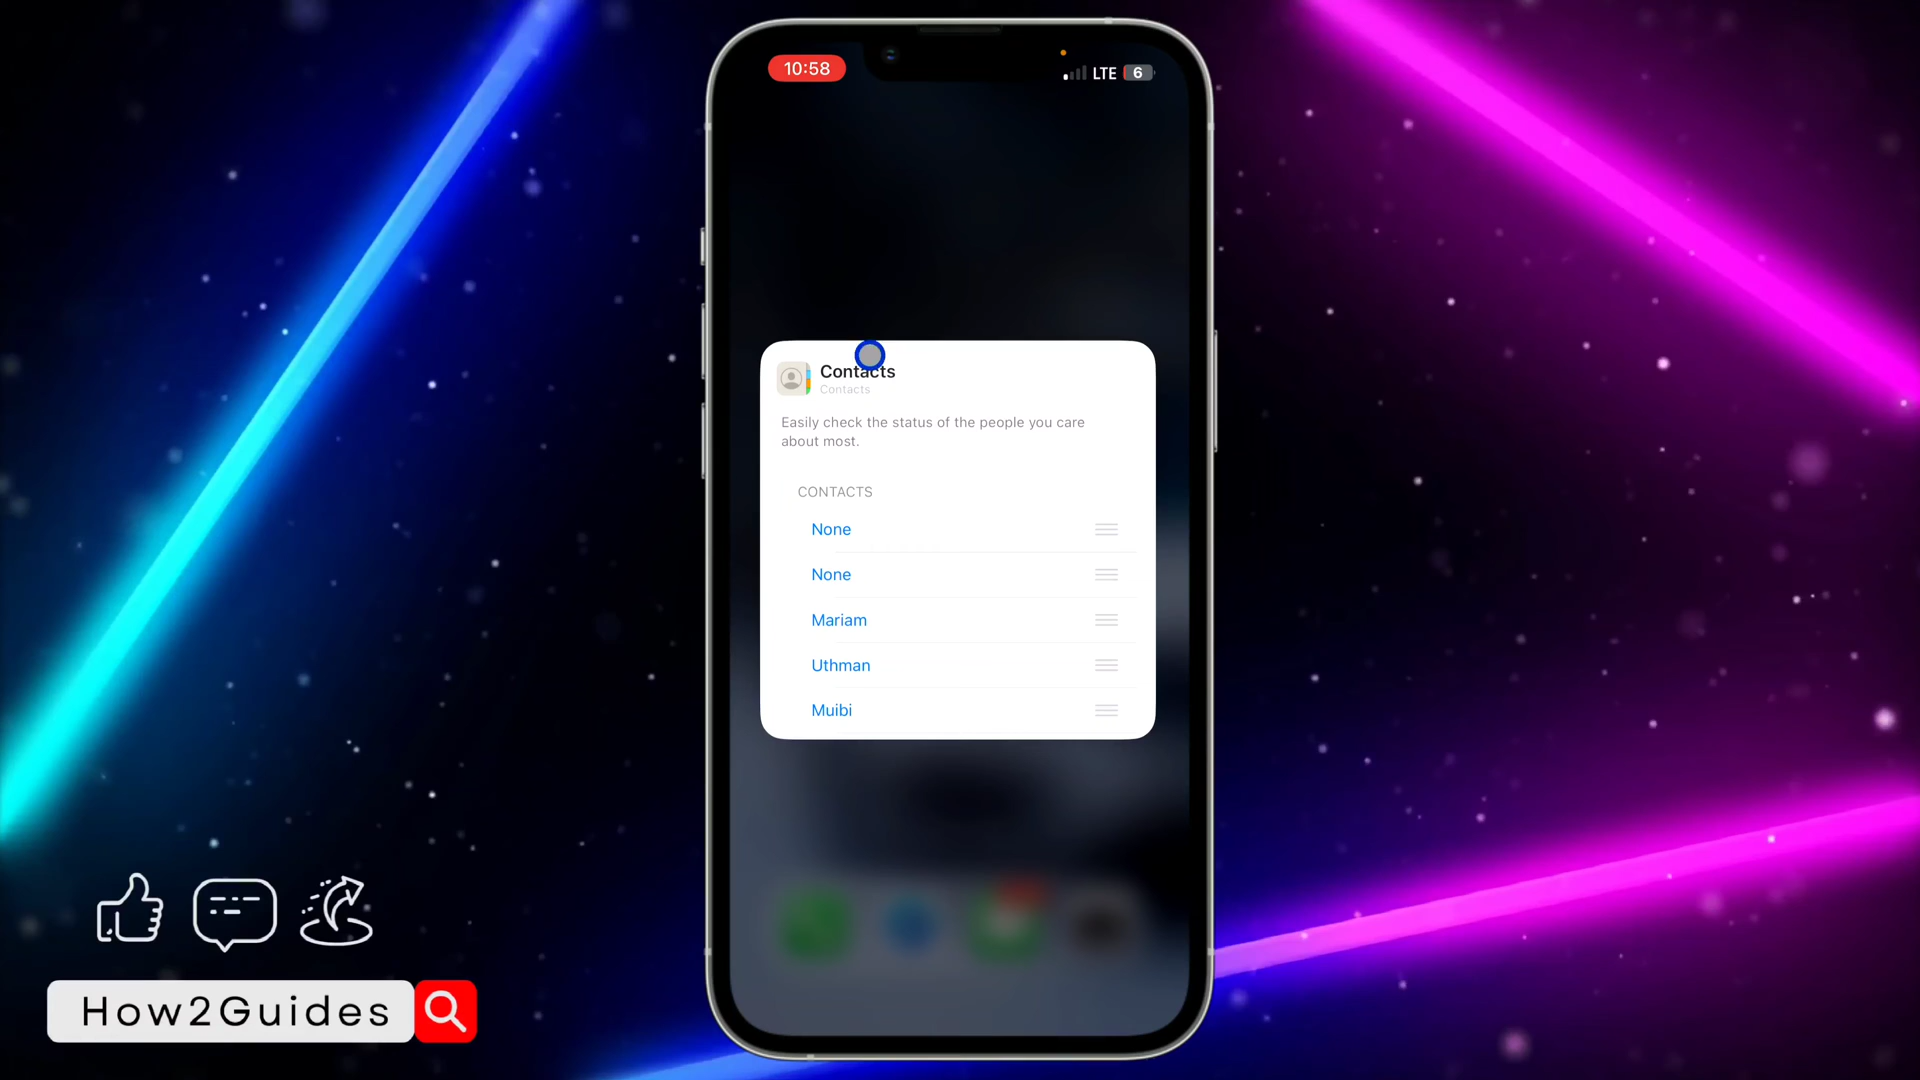 10:58
LTE 6
Contacts
Contacts
Easily check the status of the people you care
about most.
CONTACTS
None
None
Mariam
Uthman
Muibi
How2Guides